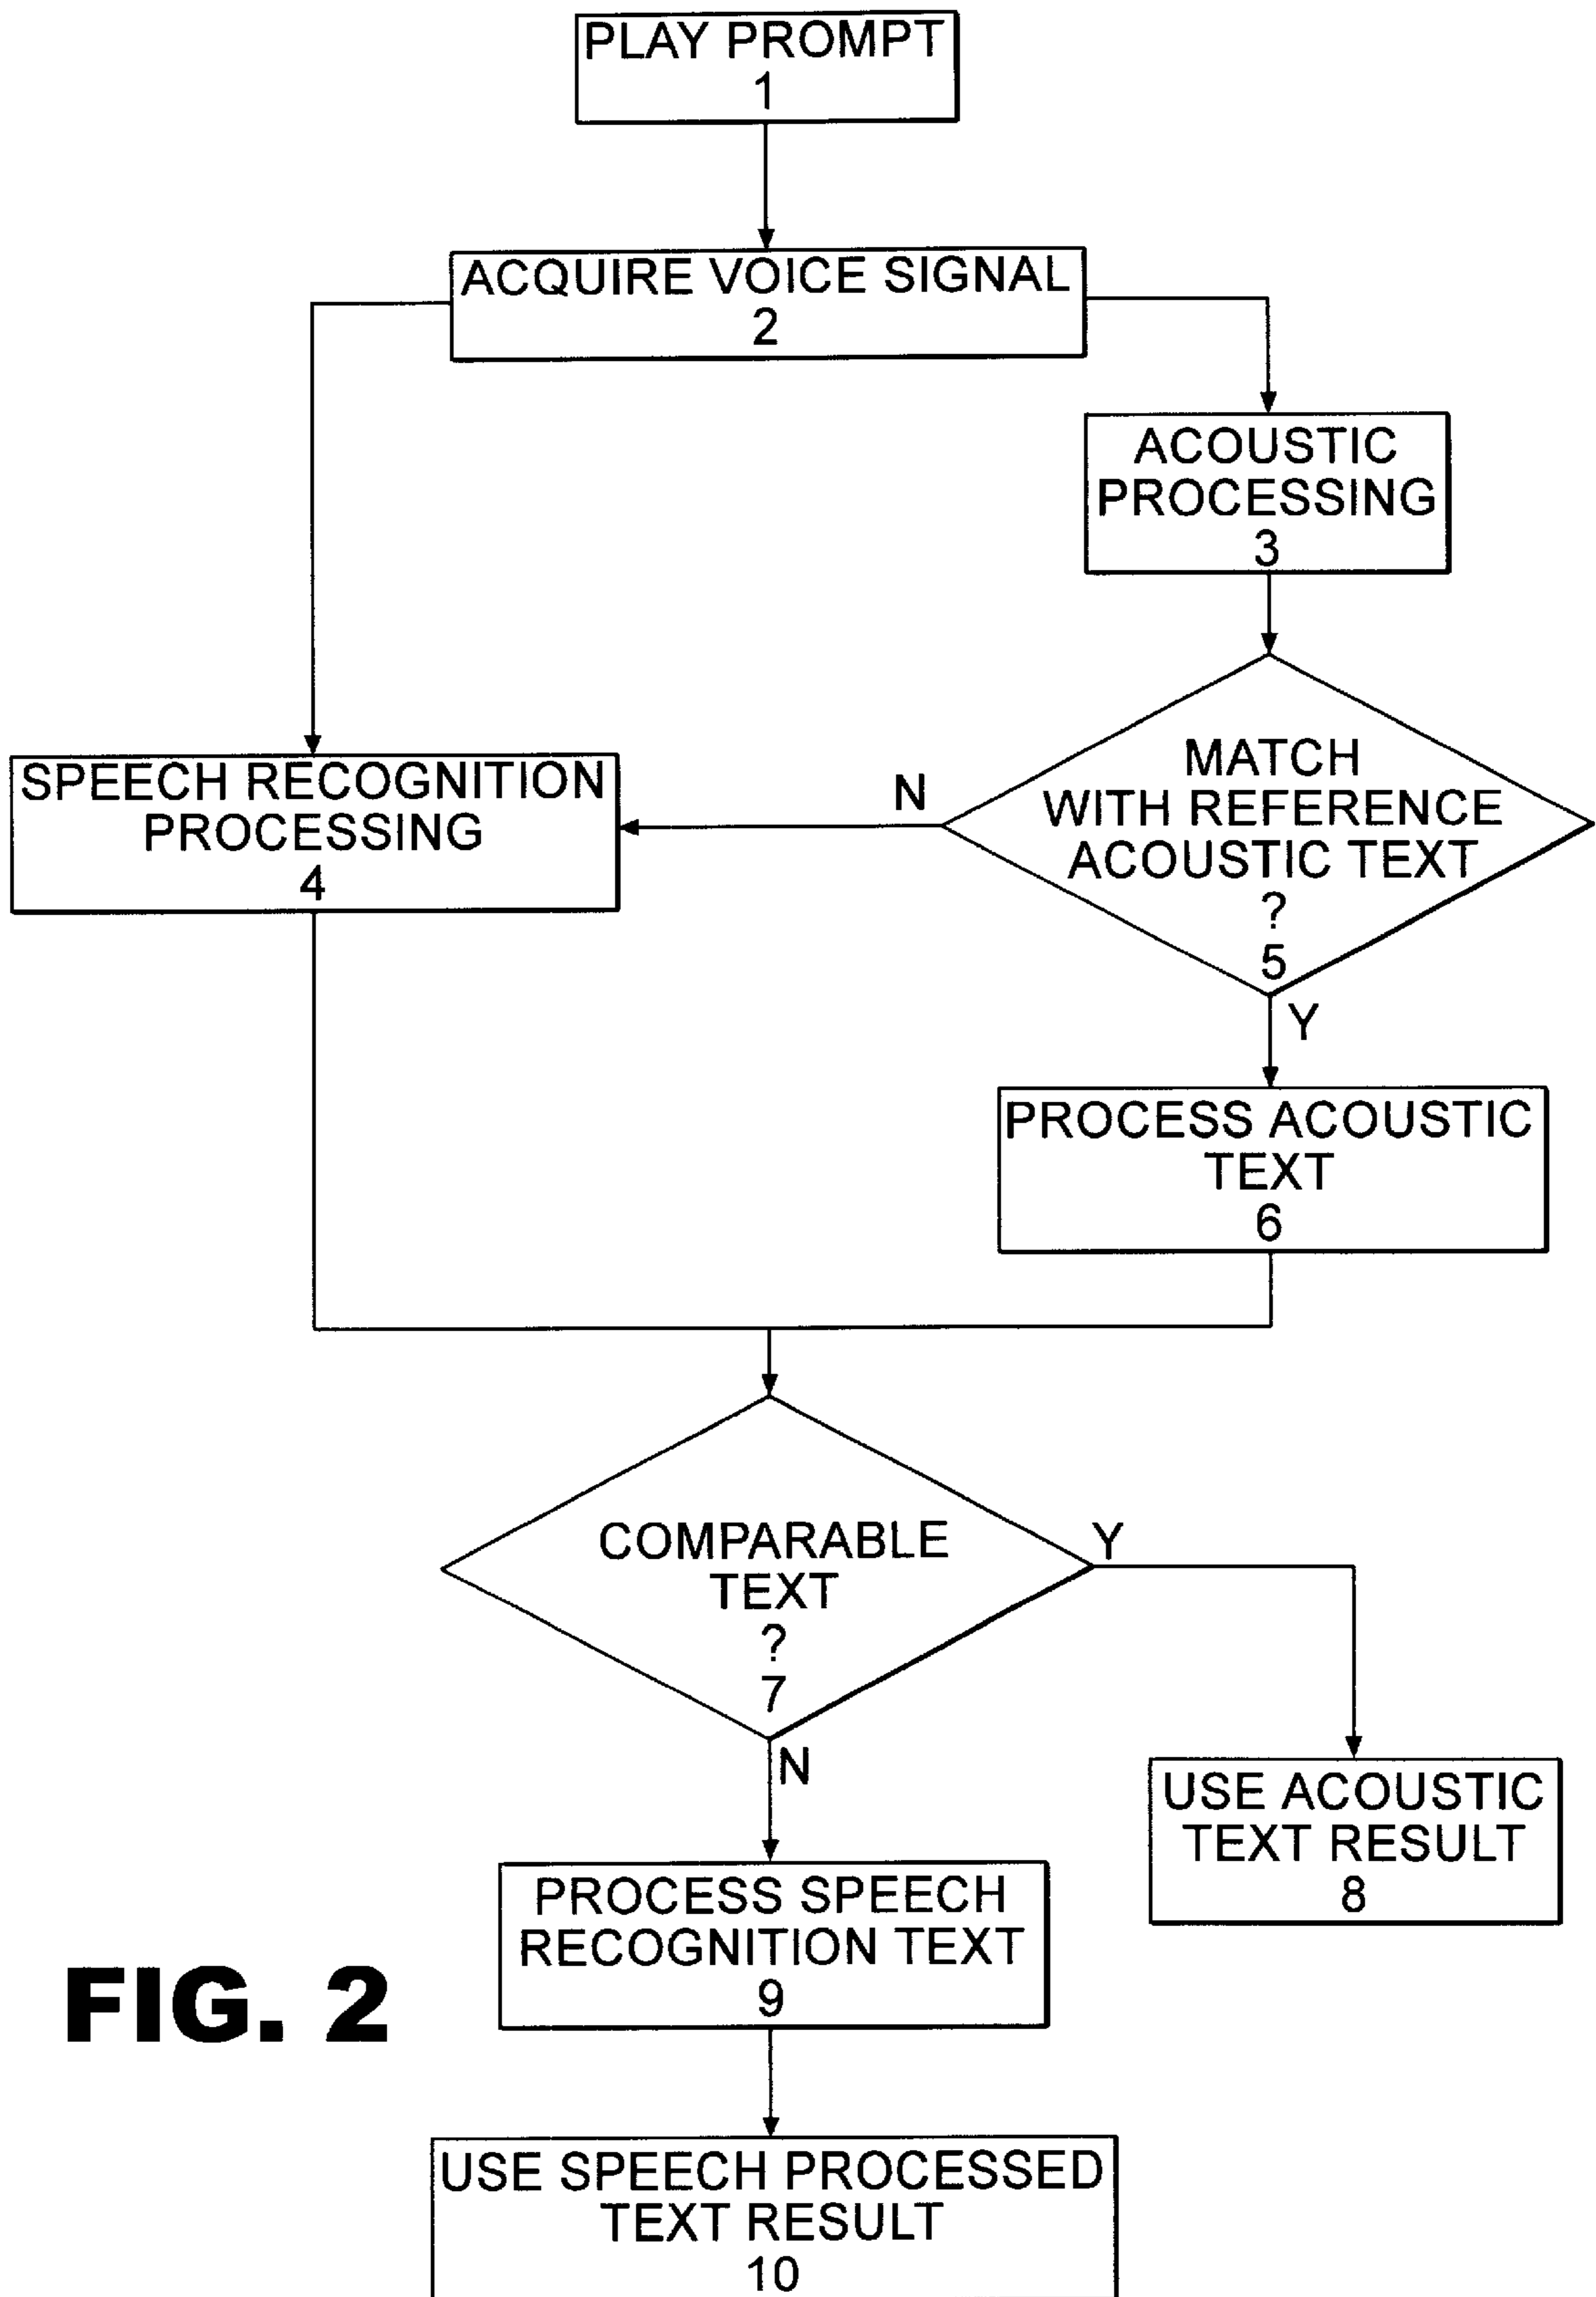 PLAY PROMPT
1
ACQUIRE VOICE SIGNAL
2
ACOUSTIC
PROCESSING
3
SPEECH RECOGNITION
PROCESSING
4
N
MATCH
WITH REFERENCE
ACOUSTIC TEXT
?
5
Y
PROCESS ACOUSTIC
TEXT
6
COMPARABLE
TEXT
?
7
Y
N
USE ACOUSTIC
TEXT RESULT
8
PROCESS SPEECH
RECOGNITION TEXT
9
FIG. 2
USE SPEECH PROCESSED
TEXT RESULT
10